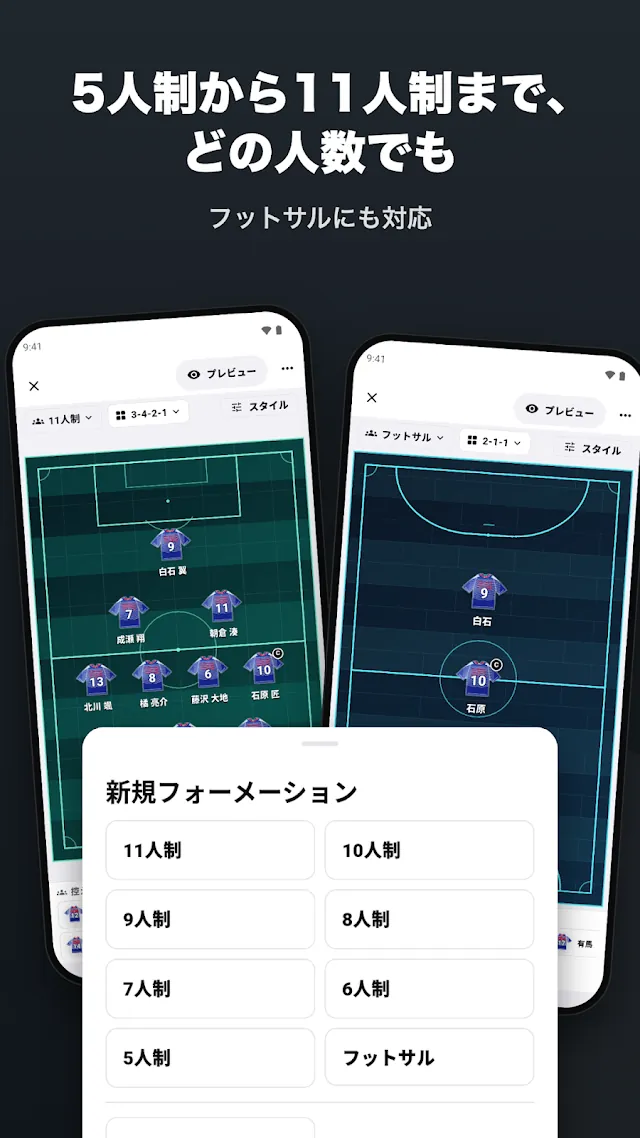 5人制から11人制まで、
どの人数でも
フットサルにも対応
9:41
プレビュー
11人制
3-4-2-1
スタイル
9
白石 翼
7
成瀬 翔
11
朝倉 湊
13
北川 颯
8
橘 亮介
6
藤沢 大地
10
C
石原 匠
9:41
プレビュー
フットサル
2-1-1
スタイル
9
白石
10
C
石原
有馬
新規フォーメーション
11人制
10人制
9人制
8人制
7人制
6人制
5人制
フットサル